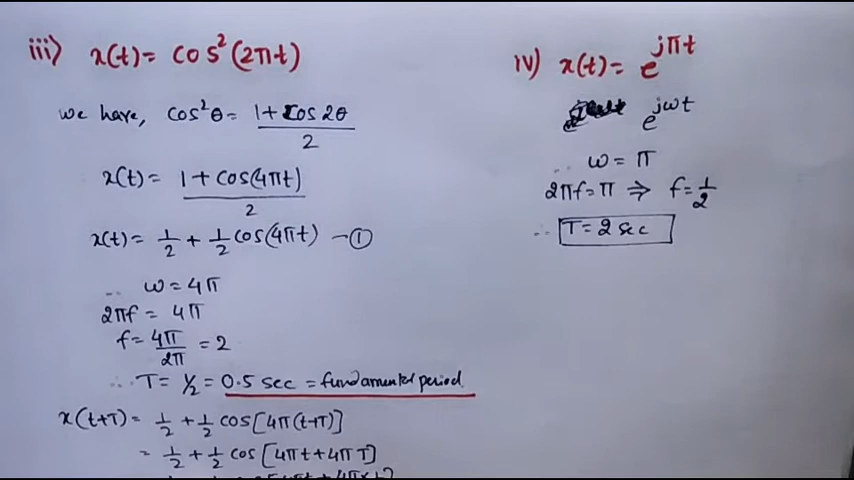 iii) x(t) = cos²(2πt)
we have, cos²θ = 1 + cos 2θ / 2
x(t) = 1 + cos(4πt) / 2
x(t) = 1/2 + 1/2 cos(4πt) — ①
∴ ω = 4π
2πf = 4π
f = 4π/2π = 2
∴ T = 1/2 = 0.5 sec = fundamental period
x(t+T) = 1/2 + 1/2 cos[4π(t+T)]
= 1/2 + 1/2 cos [4πt + 4πT]
iv) x(t) = e^{jπt}
e^{jωt}
∴ ω = π
2πf = π ⇒ f = 1/2
∴ T = 2 sec